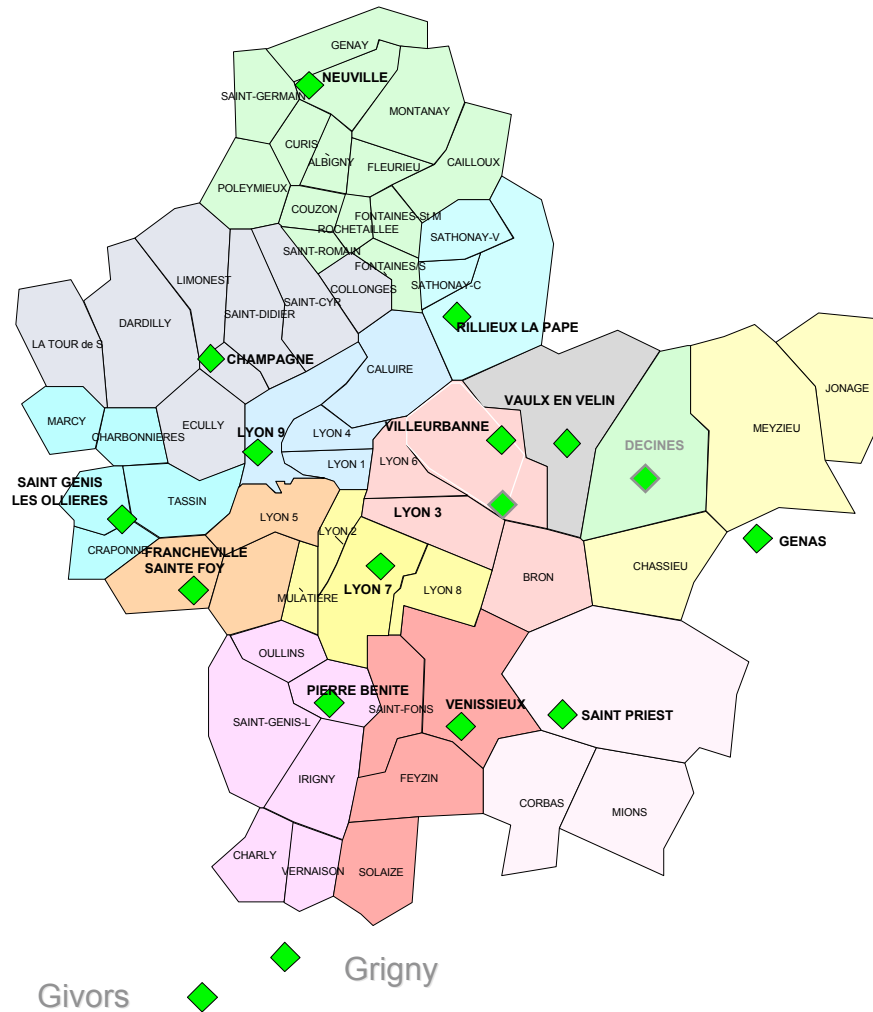 GENAY
NEUVILLE
SAINT-GERMAIN
MONTANAY
CURIS
ALBIGNY
FLEURIEU
CAILLOUX
POLEYMIEUX
COUZON
FONTAINES-St M
ROCHETAILLEE
SATHONAY-V
SAINT-ROMAIN
FONTAINES/S
LIMONEST
COLLONGES
SATHONAY-C
SAINT-CYR
DARDILLY
SAINT-DIDIER
RILLIEUX LA PAPE
LA TOUR de S
CHAMPAGNE
CALUIRE
JONAGE
VAULX EN VELIN
MARCY
ECULLY
VILLEURBANNE
MEYZIEU
CHARBONNIERES
LYON 9
LYON 4
DECINES
LYON 1
LYON 6
SAINT GENIS
LES OLLIERES
TASSIN
LYON 3
LYON 5
LYON 2
GENAS
CRAPONNE
FRANCHEVILLE
SAINTE FOY
BRON
CHASSIEU
MULATIERE
LYON 7
LYON 8
OULLINS
PIERRE BENITE
SAINT-FONS
VENISSIEUX
SAINT PRIEST
SAINT-GENIS-L
IRIGNY
FEYZIN
CORBAS
MIONS
CHARLY
VERNAISON
SOLAIZE
Grigny
Givors